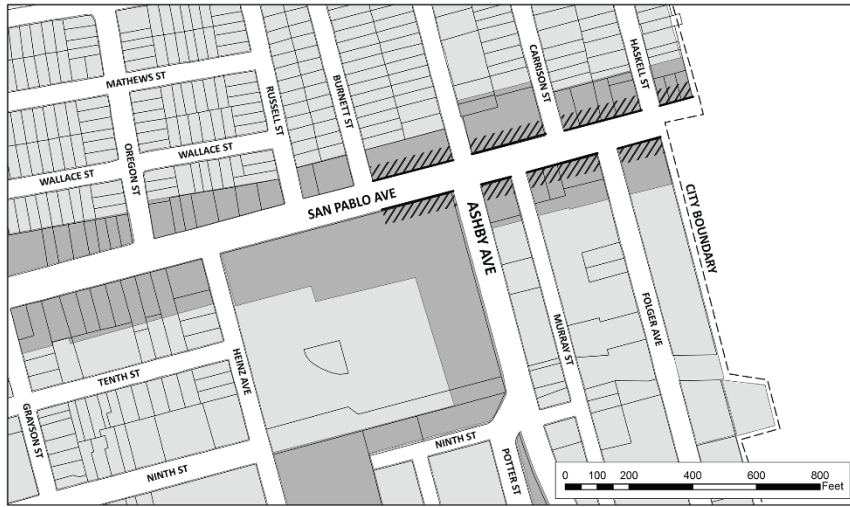 MATHEWS ST
WALLACE ST
WALLACE ST
OREGON ST
RUSSELL ST
BURNETT ST
CARRISON ST
HASKELL ST
SAN PABLO AVE
ASHBY AVE
CITY BOUNDARY
MURRAY ST
FOLGER AVE
HEINZ AVE
TENTH ST
GRAYSON ST
NINTH ST
NINTH ST
POTTER ST
0 100 200 400 600 800
Feet